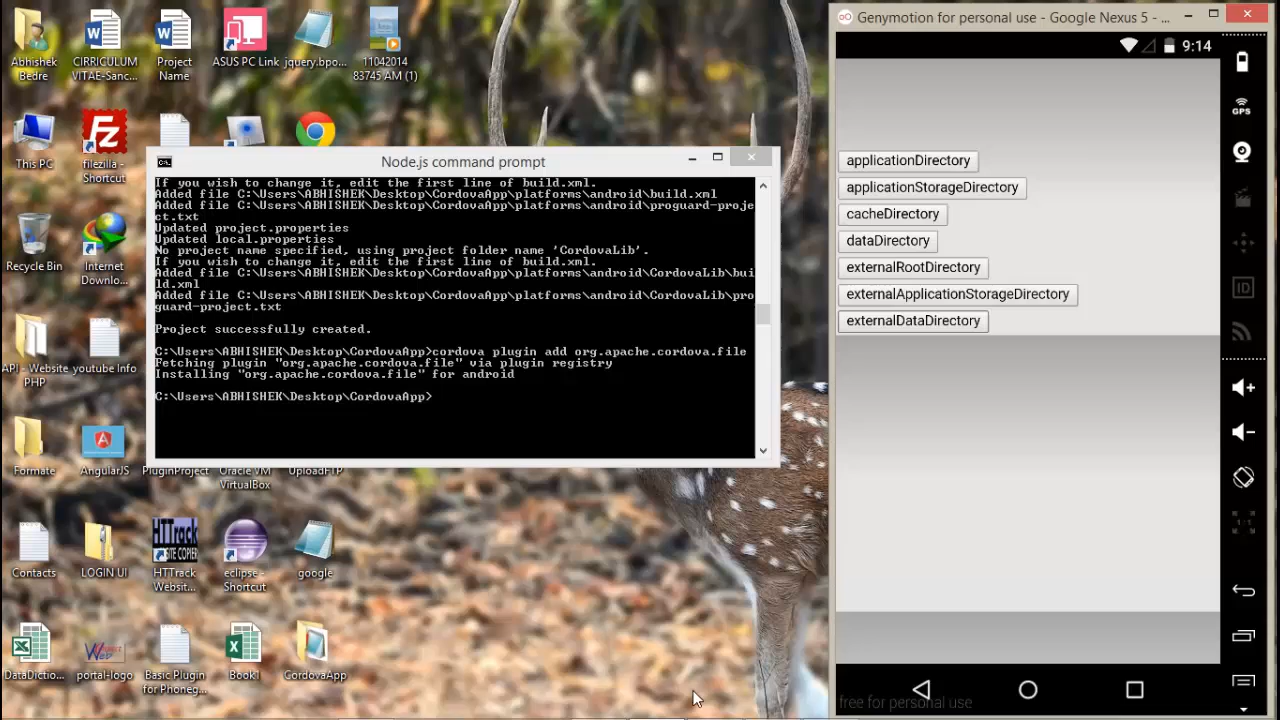 Abhishek
Bedre
CIRRICULUM
VITAE-Sanc...
Project
Name
ASUS PC Link
jquery.bpo...
11042014
83745 AM (1)
This PC
filezilla -
Shortcut
Recycle Bin
Internet
Downlo...
API - Website
PHP
youtube Info
Formate
AngularJS
PluginProject
Oracle VM
VirtualBox
UploadFTP
Contacts
LOGIN UI
HTTrack
SITE COPIER
HTTrack
Websit...
eclipse -
Shortcut
google
DataDictio...
portal-logo
Basic Plugin
for Phoneg...
Book1
CordovaApp
Node.js command prompt
If you wish to change it, edit the first line of build.xml.
Added file C:\Users\ABHISHEK\Desktop\CordovaApp\platforms\android\build.xml
Added file C:\Users\ABHISHEK\Desktop\CordovaApp\platforms\android\proguard-proje
ct.txt
Updated project.properties
Updated local.properties
No project name specified, using project folder name 'CordovaLib'.
If you wish to change it, edit the first line of build.xml.
Added file C:\Users\ABHISHEK\Desktop\CordovaApp\platforms\android\CordovaLib\bui
ld.xml
Added file C:\Users\ABHISHEK\Desktop\CordovaApp\platforms\android\CordovaLib\pro
guard-project.txt
Project successfully created.
C:\Users\ABHISHEK\Desktop\CordovaApp>cordova plugin add org.apache.cordova.file
Fetching plugin "org.apache.cordova.file" via plugin registry
Installing "org.apache.cordova.file" for android
C:\Users\ABHISHEK\Desktop\CordovaApp>
Genymotion for personal use - Google Nexus 5 - ...
9:14
applicationDirectory
applicationStorageDirectory
cacheDirectory
dataDirectory
externalRootDirectory
externalApplicationStorageDirectory
externalDataDirectory
free for personal use
GPS
ID
1:1